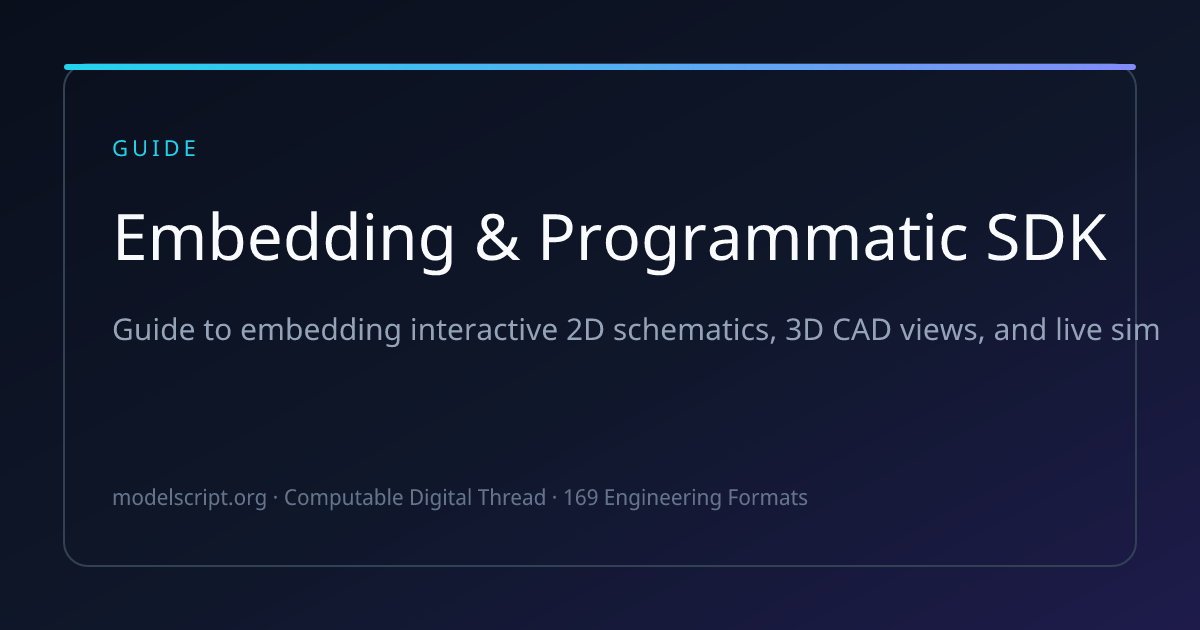 GUIDE
Embedding & Programmatic SDK
Guide to embedding interactive 2D schematics, 3D CAD views, and live sim
modelscript.org · Computable Digital Thread · 169 Engineering Formats